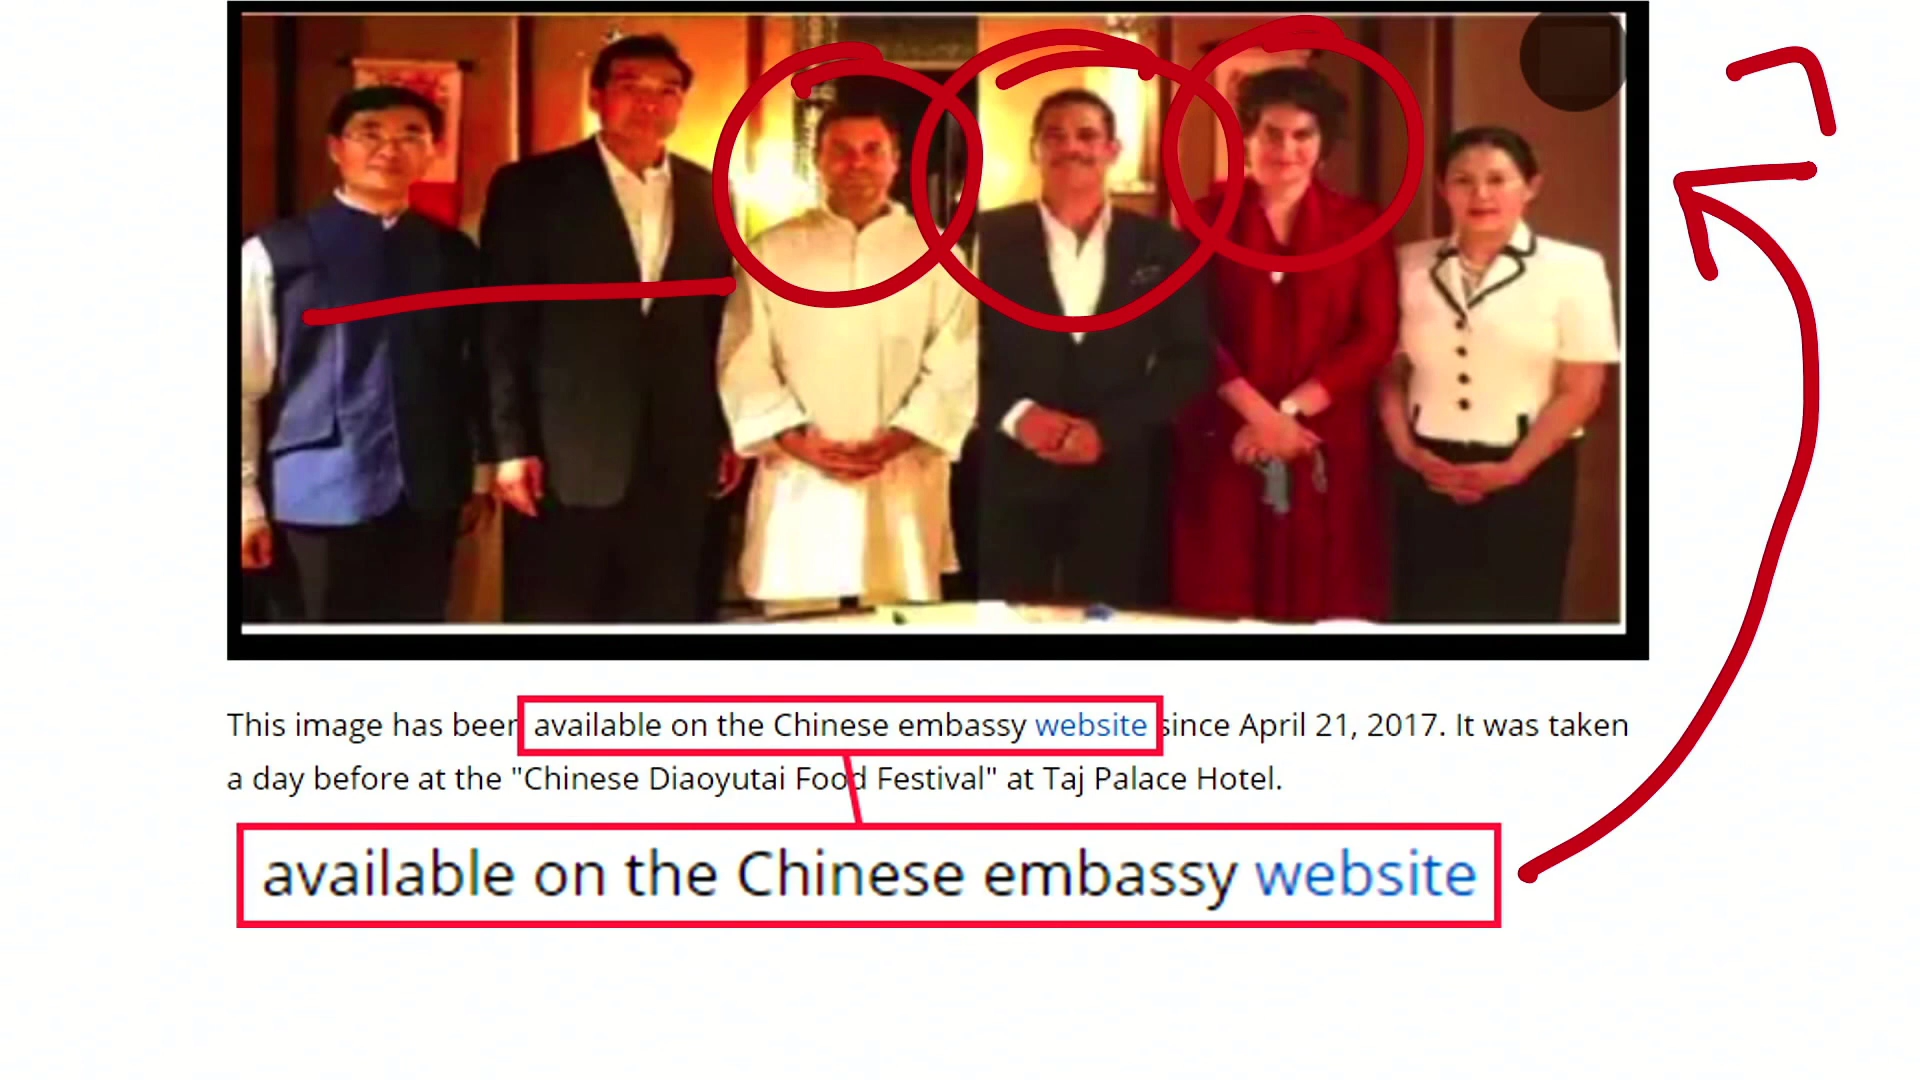 This image has been available on the Chinese embassy website since April 21, 2017. It was taken
a day before at the "Chinese Diaoyutai Food Festival" at Taj Palace Hotel.
available on the Chinese embassy website